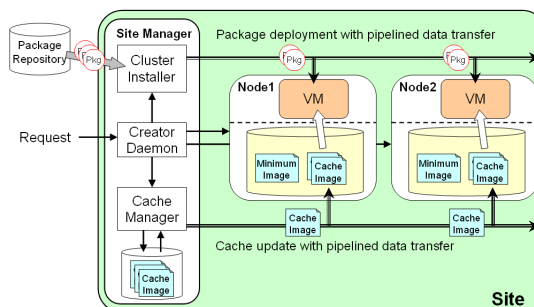 Package
Repository
Pkg
Site Manager
Package deployment with pipelined data transfer
Cluster
Installer
Pkg
Pkg
Node1
VM
Node2
VM
Request
Creator
Daemon
Minimum
Image
Cache
Image
Minimum
Image
Cache
Image
Cache
Manager
Cache
Image
Cache
Image
Cache update with pipelined data transfer
Cache
Image
Site